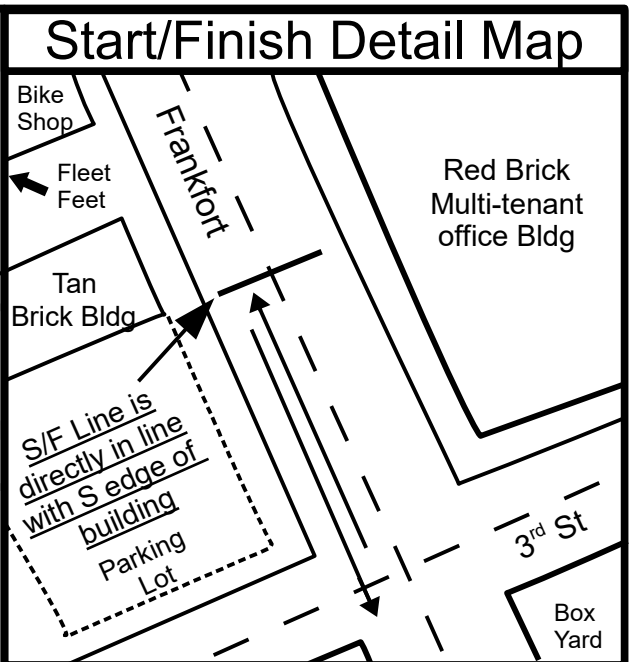 Start/Finish Detail Map
Bike
Shop
Fleet
Feet
Frankfort
Red Brick
Multi-tenant
office Bldg
Tan
Brick Bldg
S/F Line is
directly in line
with S edge of
building
Parking
Lot
3rd St
Box
Yard